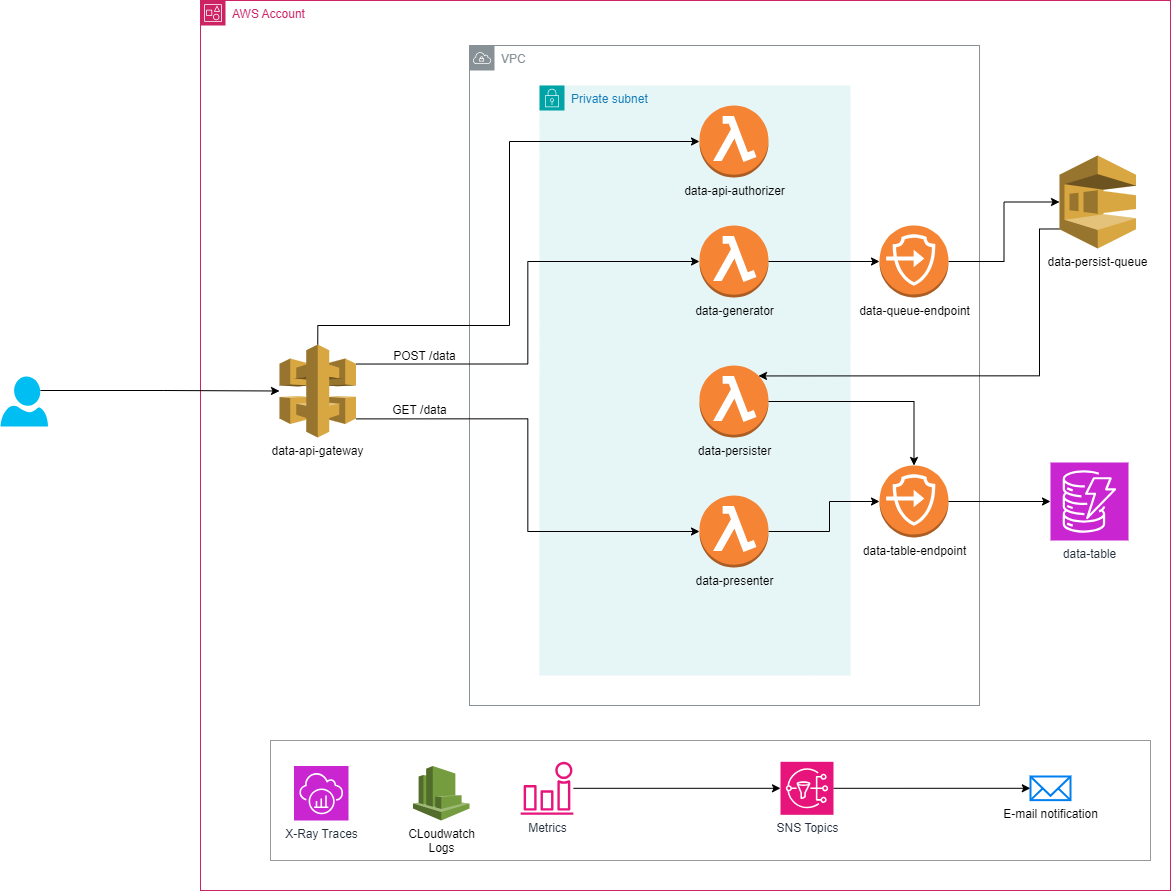 AWS Account
VPC
Private subnet
data-api-authorizer
data-generator
data-queue-endpoint
data-persist-queue
POST /data
GET /data
data-api-gateway
data-persister
data-table-endpoint
data-table
data-presenter
X-Ray Traces
CLoudwatch
Logs
Metrics
SNS Topics
E-mail notification